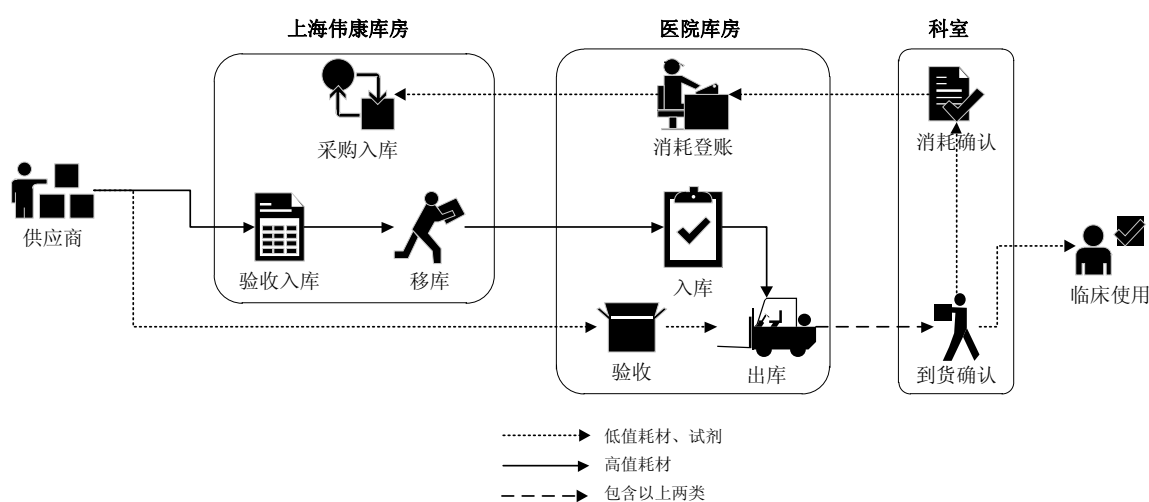 上海伟康库房
医院库房
科室
采购入库
消耗登账
消耗确认
供应商
验收入库
移库
入库
临床使用
验收
出库
到货确认
低值耗材、试剂
高值耗材
包含以上两类